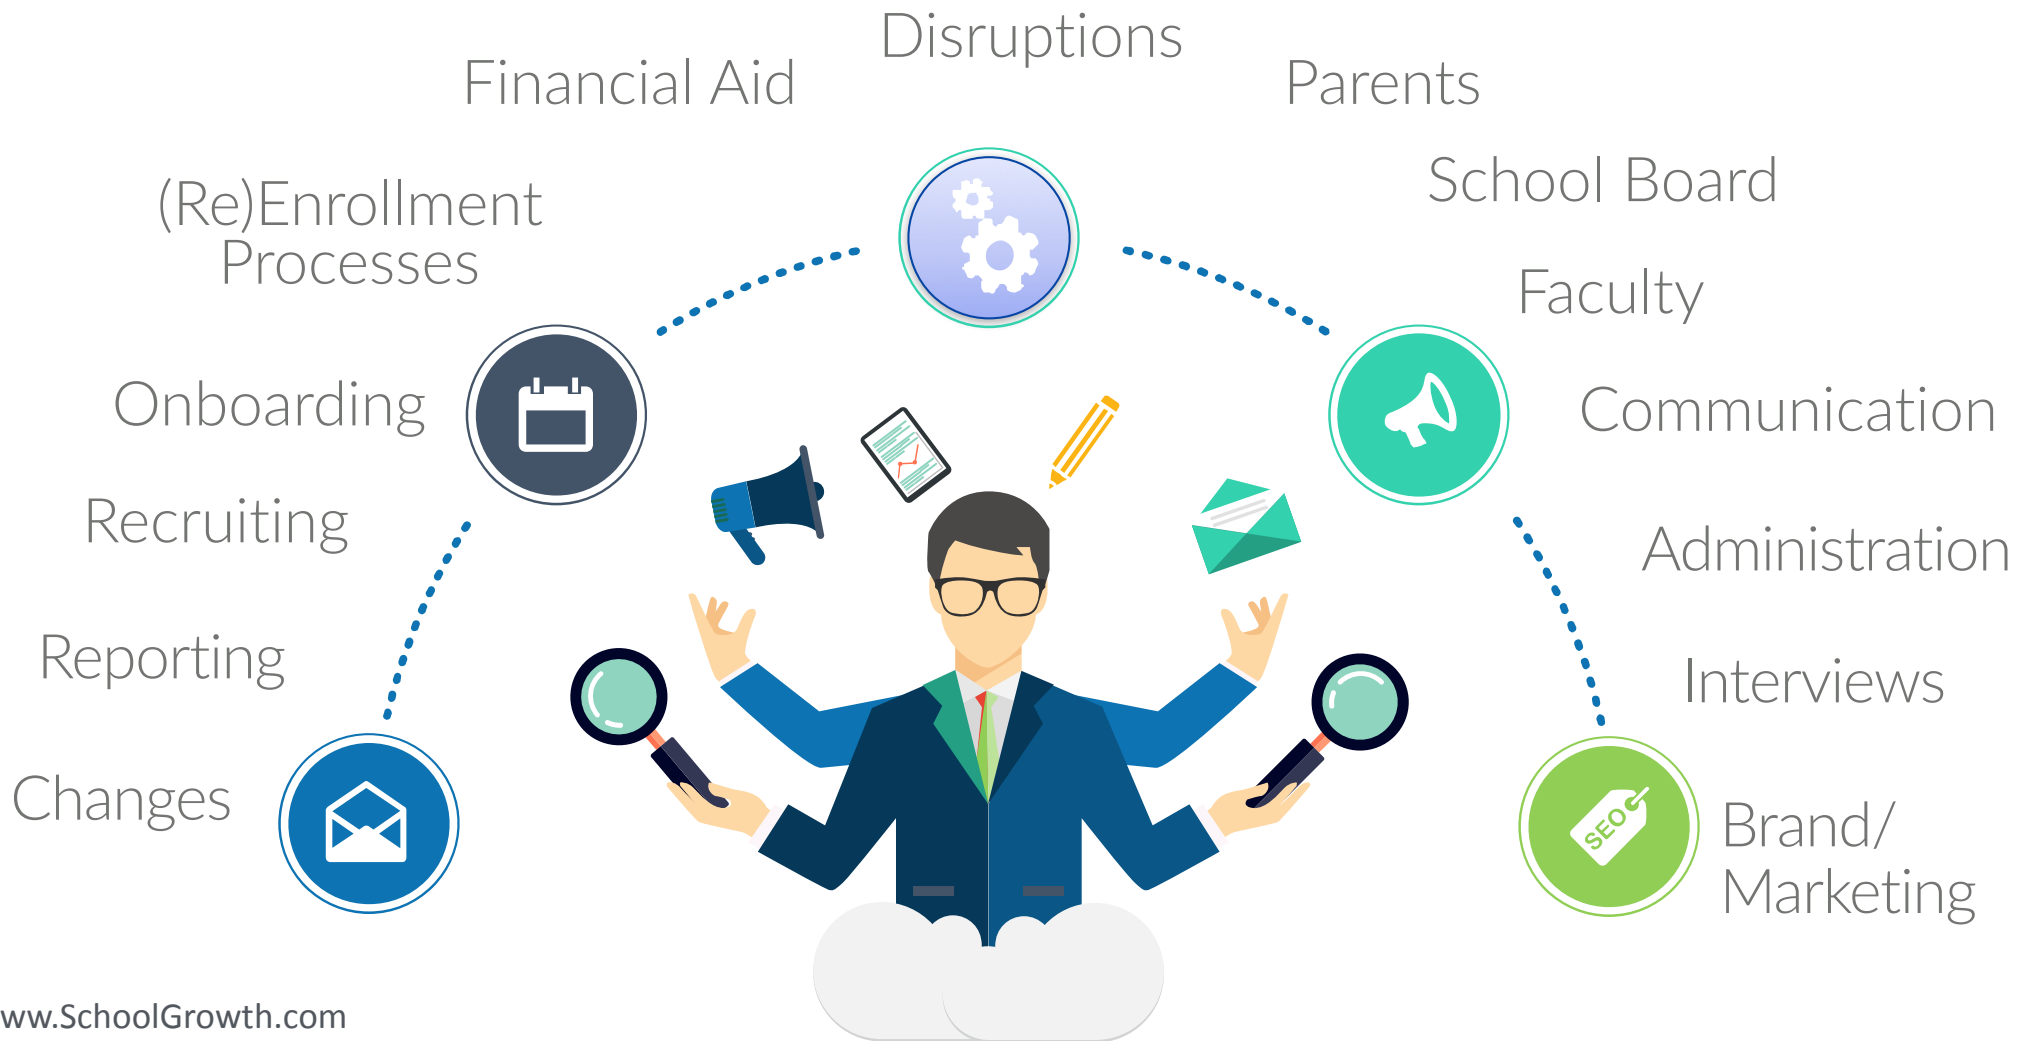 Disruptions
Financial Aid
Parents
School Board
(Re)Enrollment
Processes
Faculty
Onboarding
Communication
Recruiting
Administration
Reporting
Interviews
Changes
Brand/
Marketing
SEO
ww.SchoolGrowth.com